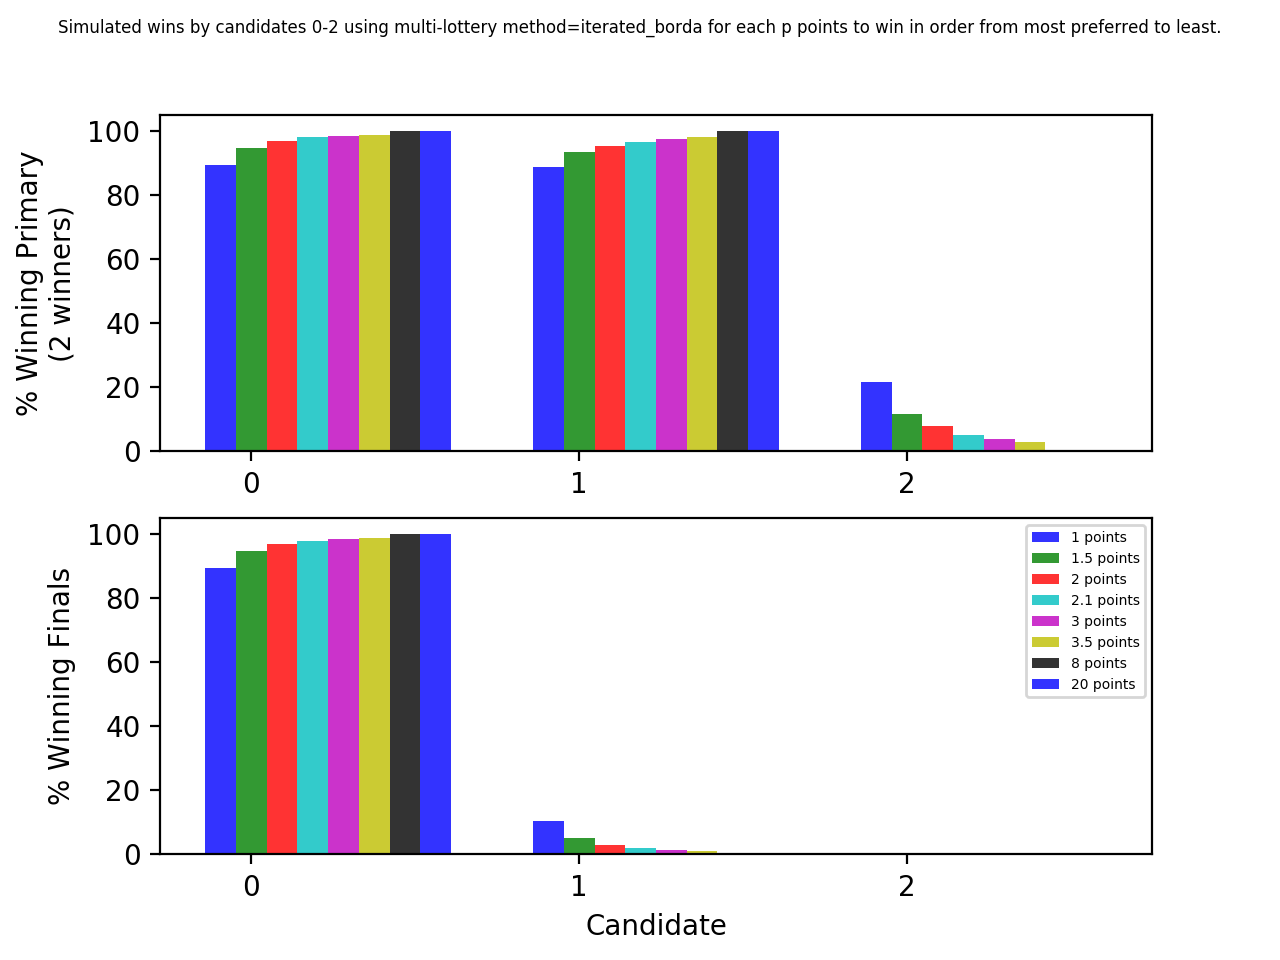 Simulated wins by candidates 0-2 using multi-lottery method=iterated_borda for each p points to win in order from most preferred to least.
% Winning Primary
(2 winners)
100
80
60
40
20
0
0
1
2
% Winning Finals
100
80
60
40
20
0
0
1
2
1 points
1.5 points
2 points
2.1 points
3 points
3.5 points
8 points
20 points
Candidate